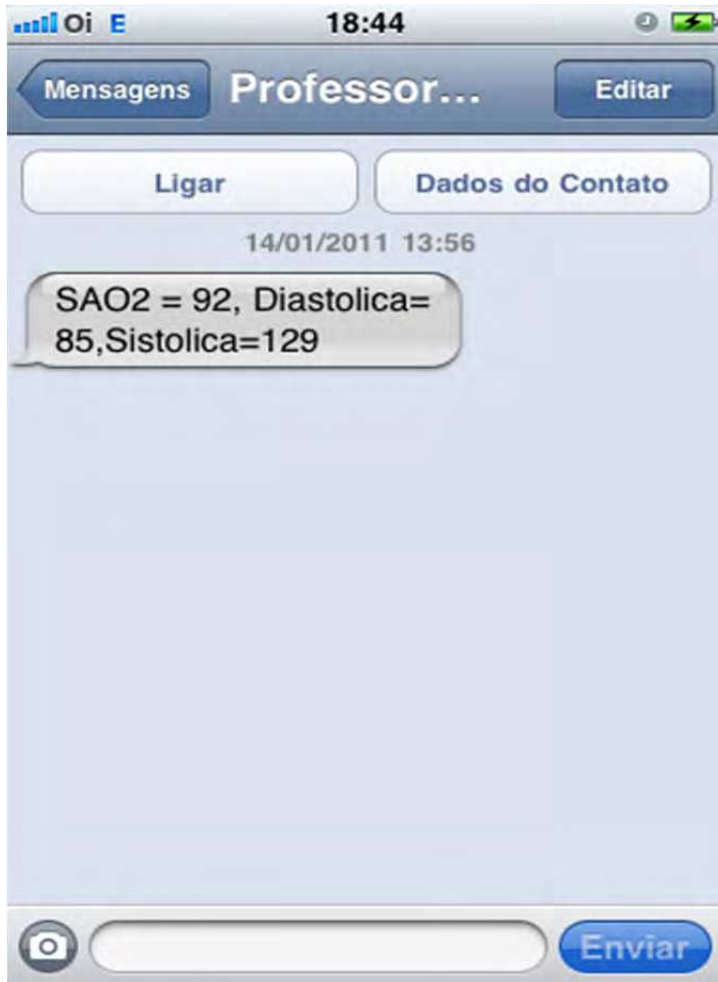 Oi E 18:44
Mensagens Professor... Editar
Ligar Dados do Contato
14/01/2011 13:56
SAO2 = 92, Diastolica=
85,Sistolica=129
Enviar